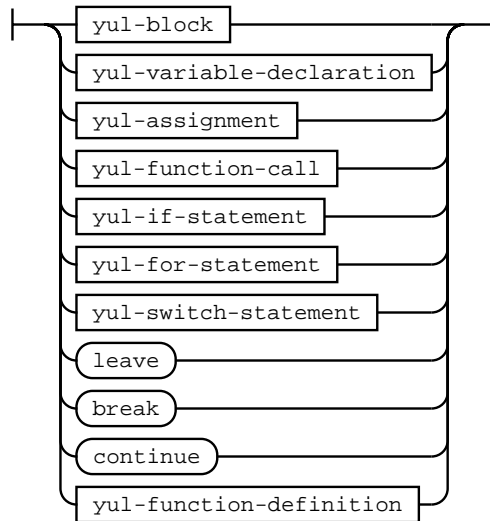 yul-block
yul-variable-declaration
yul-assignment
yul-function-call
yul-if-statement
yul-for-statement
yul-switch-statement
leave
break
continue
yul-function-definition